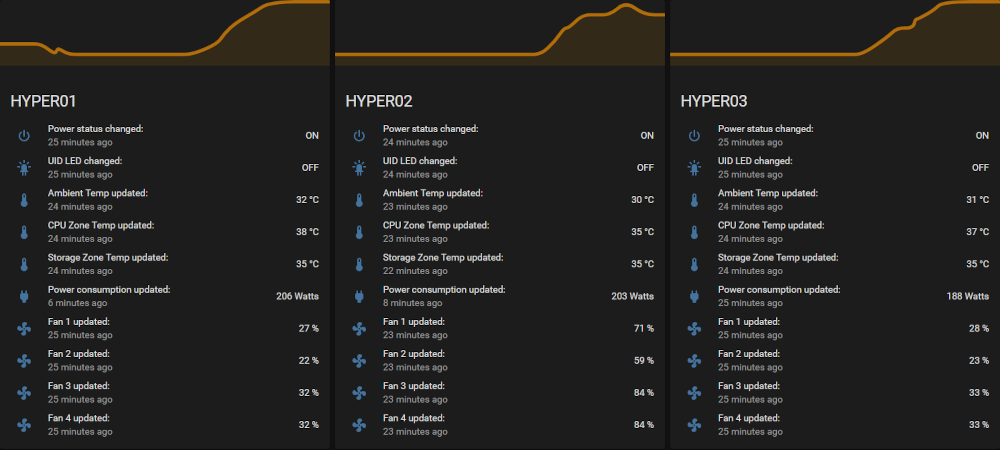 HYPER01
Power status changed:
25 minutes ago
ON
UID LED changed:
25 minutes ago
OFF
Ambient Temp updated:
24 minutes ago
32 °C
CPU Zone Temp updated:
24 minutes ago
38 °C
Storage Zone Temp updated:
24 minutes ago
35 °C
Power consumption updated:
6 minutes ago
206 Watts
Fan 1 updated:
25 minutes ago
27 %
Fan 2 updated:
25 minutes ago
22 %
Fan 3 updated:
25 minutes ago
32 %
Fan 4 updated:
25 minutes ago
32 %
HYPER02
Power status changed:
24 minutes ago
ON
UID LED changed:
24 minutes ago
OFF
Ambient Temp updated:
23 minutes ago
30 °C
CPU Zone Temp updated:
23 minutes ago
35 °C
Storage Zone Temp updated:
22 minutes ago
35 °C
Power consumption updated:
8 minutes ago
203 Watts
Fan 1 updated:
23 minutes ago
71 %
Fan 2 updated:
23 minutes ago
59 %
Fan 3 updated:
23 minutes ago
84 %
Fan 4 updated:
23 minutes ago
84 %
HYPER03
Power status changed:
25 minutes ago
ON
UID LED changed:
25 minutes ago
OFF
Ambient Temp updated:
24 minutes ago
31 °C
CPU Zone Temp updated:
24 minutes ago
37 °C
Storage Zone Temp updated:
24 minutes ago
35 °C
Power consumption updated:
25 minutes ago
188 Watts
Fan 1 updated:
25 minutes ago
28 %
Fan 2 updated:
25 minutes ago
23 %
Fan 3 updated:
25 minutes ago
33 %
Fan 4 updated:
25 minutes ago
33 %